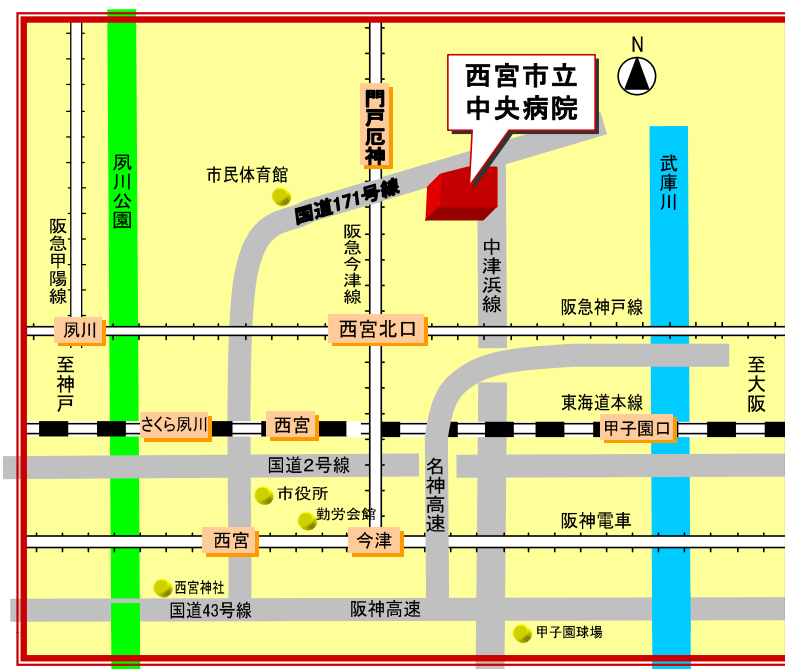 N
西宮市立
中央病院
門戸厄神
夙川公園
武庫川
市民体育館
国道171号線
阪急甲陽線
阪急今津線
中津浜線
阪急神戸線
夙川
西宮北口
至神戸
至大阪
東海道本線
さくら夙川
西宮
甲子園口
国道2号線
名神高速
市役所
勤労会館
阪神電車
西宮
今津
西宮神社
国道43号線
阪神高速
甲子園球場